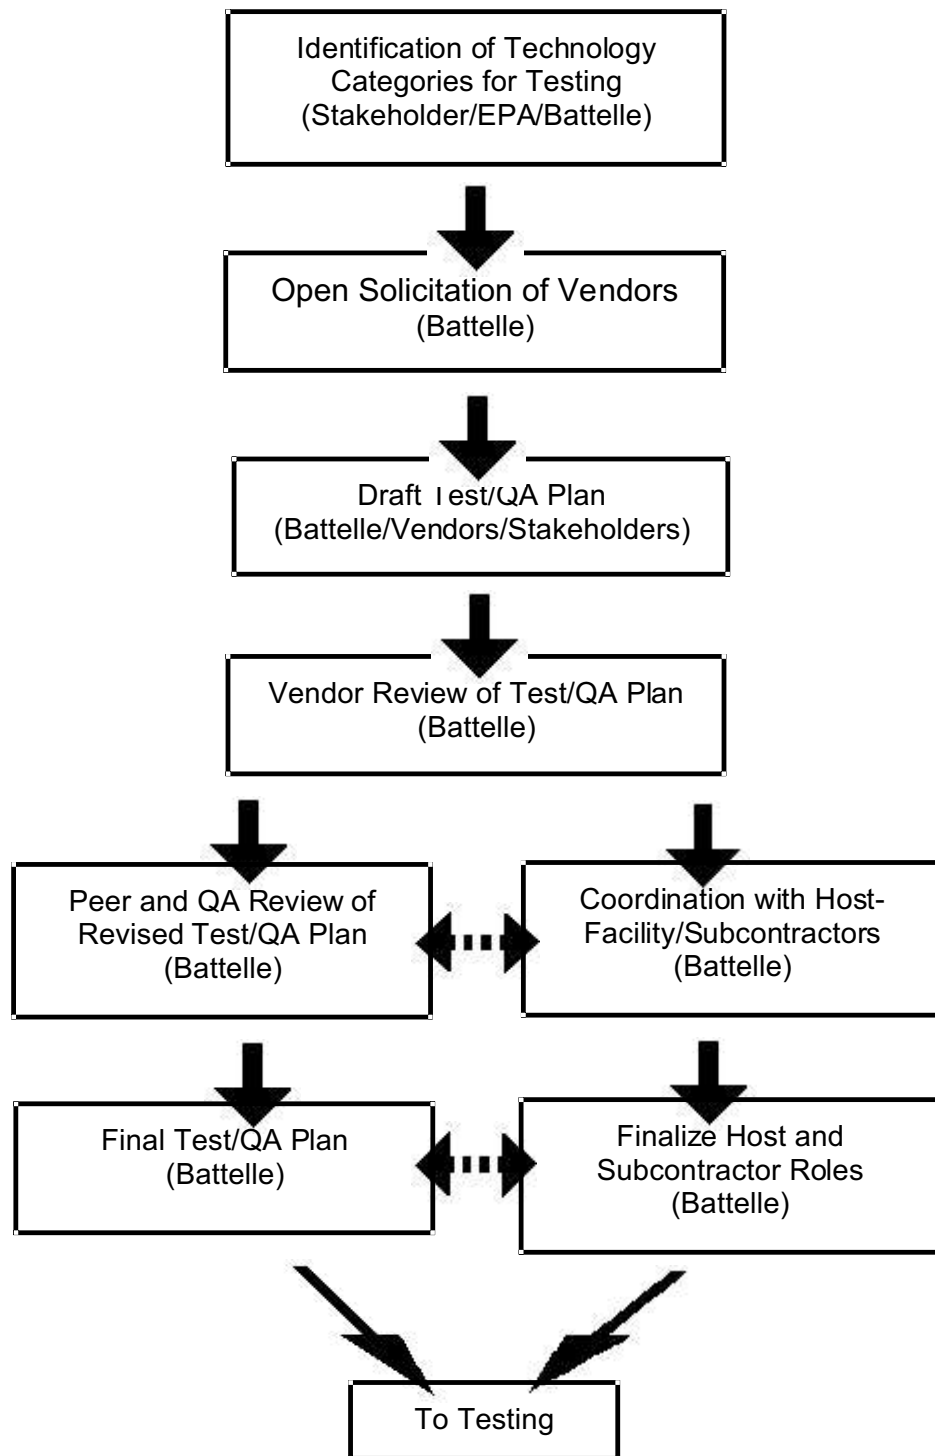 Identification of Technology
Categories for Testing
(Stakeholder/EPA/Battelle)
Open Solicitation of Vendors
(Battelle)
Draft Test/QA Plan
(Battelle/Vendors/Stakeholders)
Vendor Review of Test/QA Plan
(Battelle)
Peer and QA Review of
Revised Test/QA Plan
(Battelle)
Coordination with Host-
Facility/Subcontractors
(Battelle)
Final Test/QA Plan
(Battelle)
Finalize Host and
Subcontractor Roles
(Battelle)
To Testing